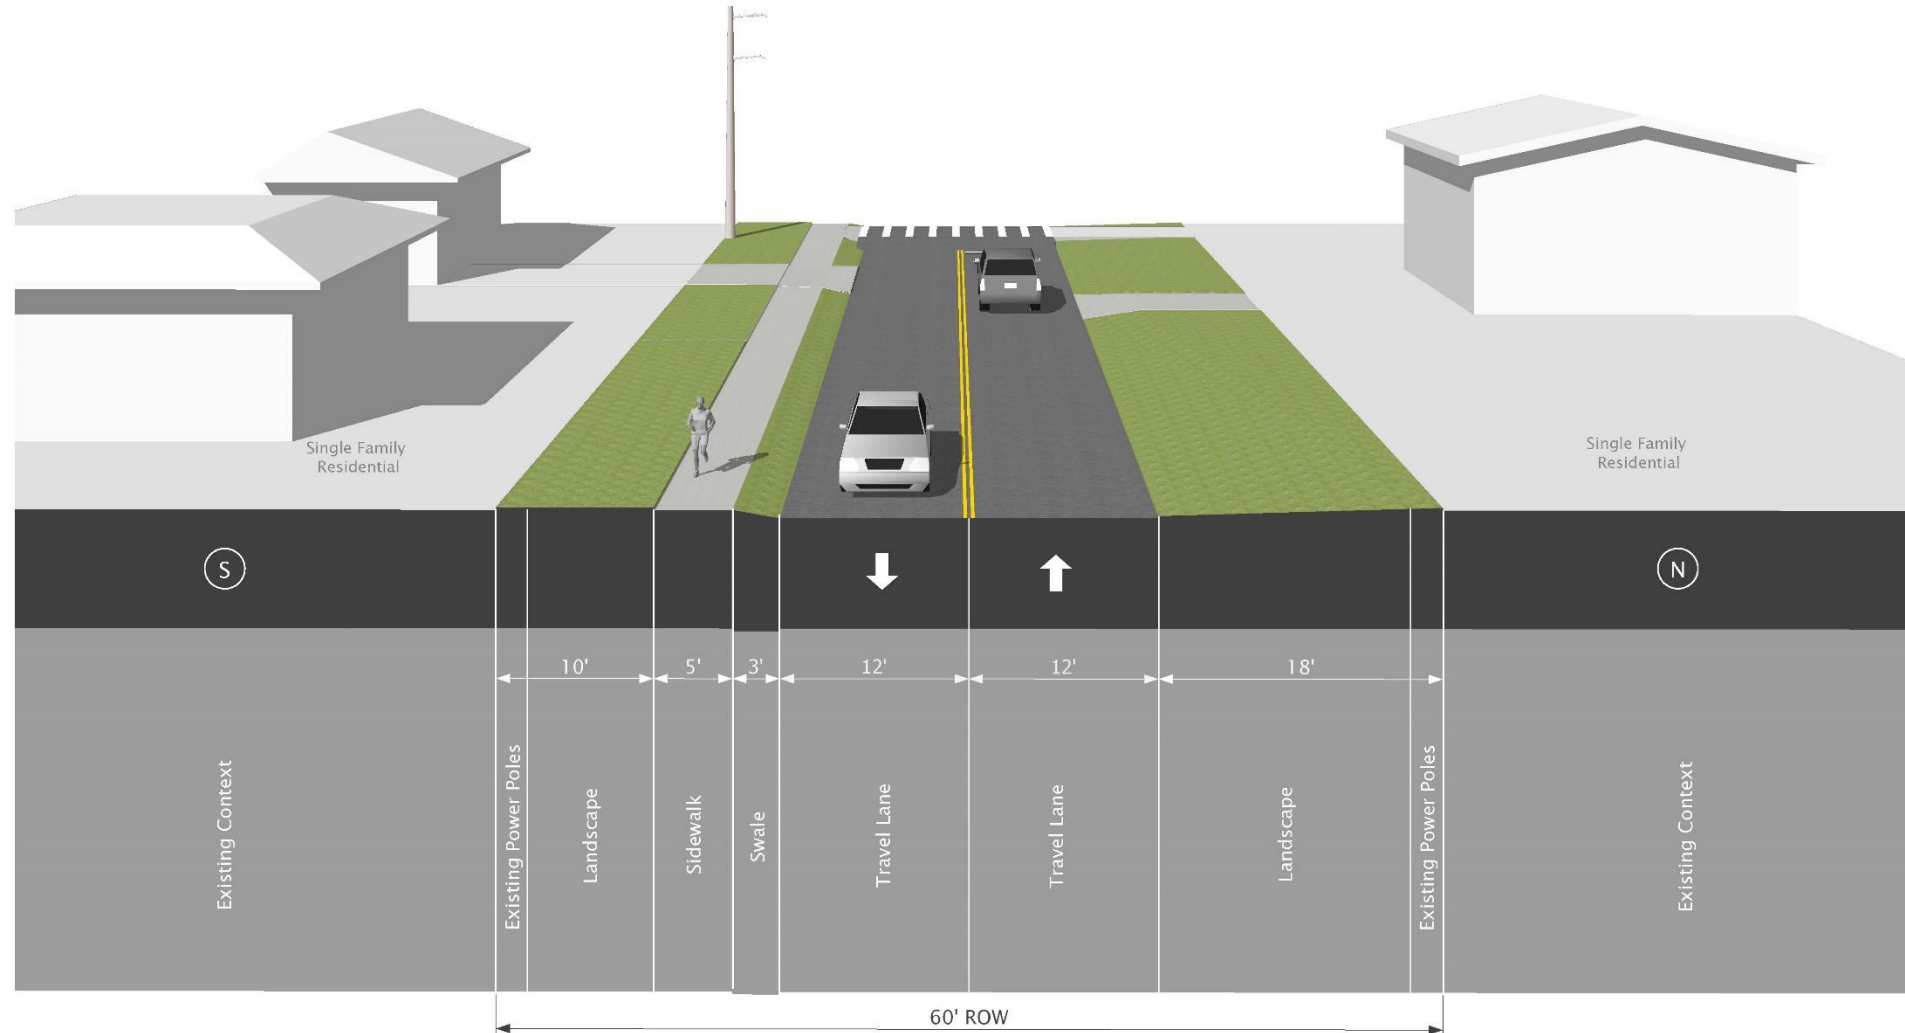 Single Family
Residential
Single Family
Residential
S
N
10'
5'
3'
12'
12'
18'
Existing Context
Existing Power Poles
Landscape
Sidewalk
Swale
Travel Lane
Travel Lane
Landscape
Existing Power Poles
Existing Context
60' ROW